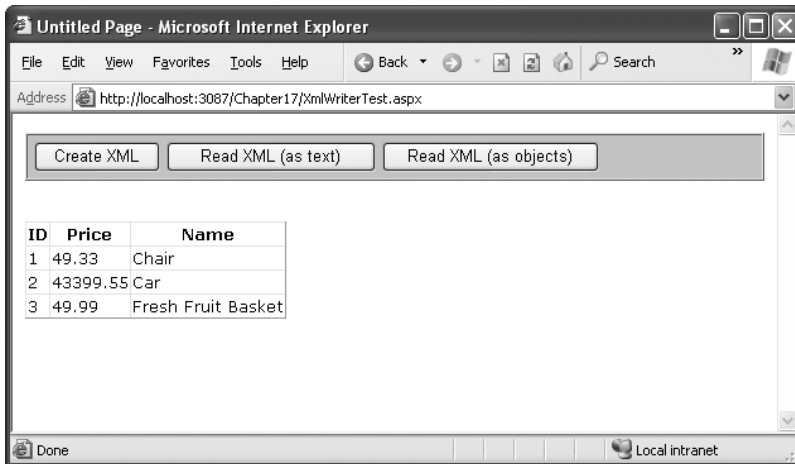 Untitled Page - Microsoft Internet Explorer
File Edit View Favorites Tools Help Back Search »
Address http://localhost:3087/Chapter17/XmlWriterTest.aspx
Create XML Read XML (as text) Read XML (as objects)
ID Price Name
1 49.33 Chair
2 43399.55 Car
3 49.99 Fresh Fruit Basket
Done Local intranet